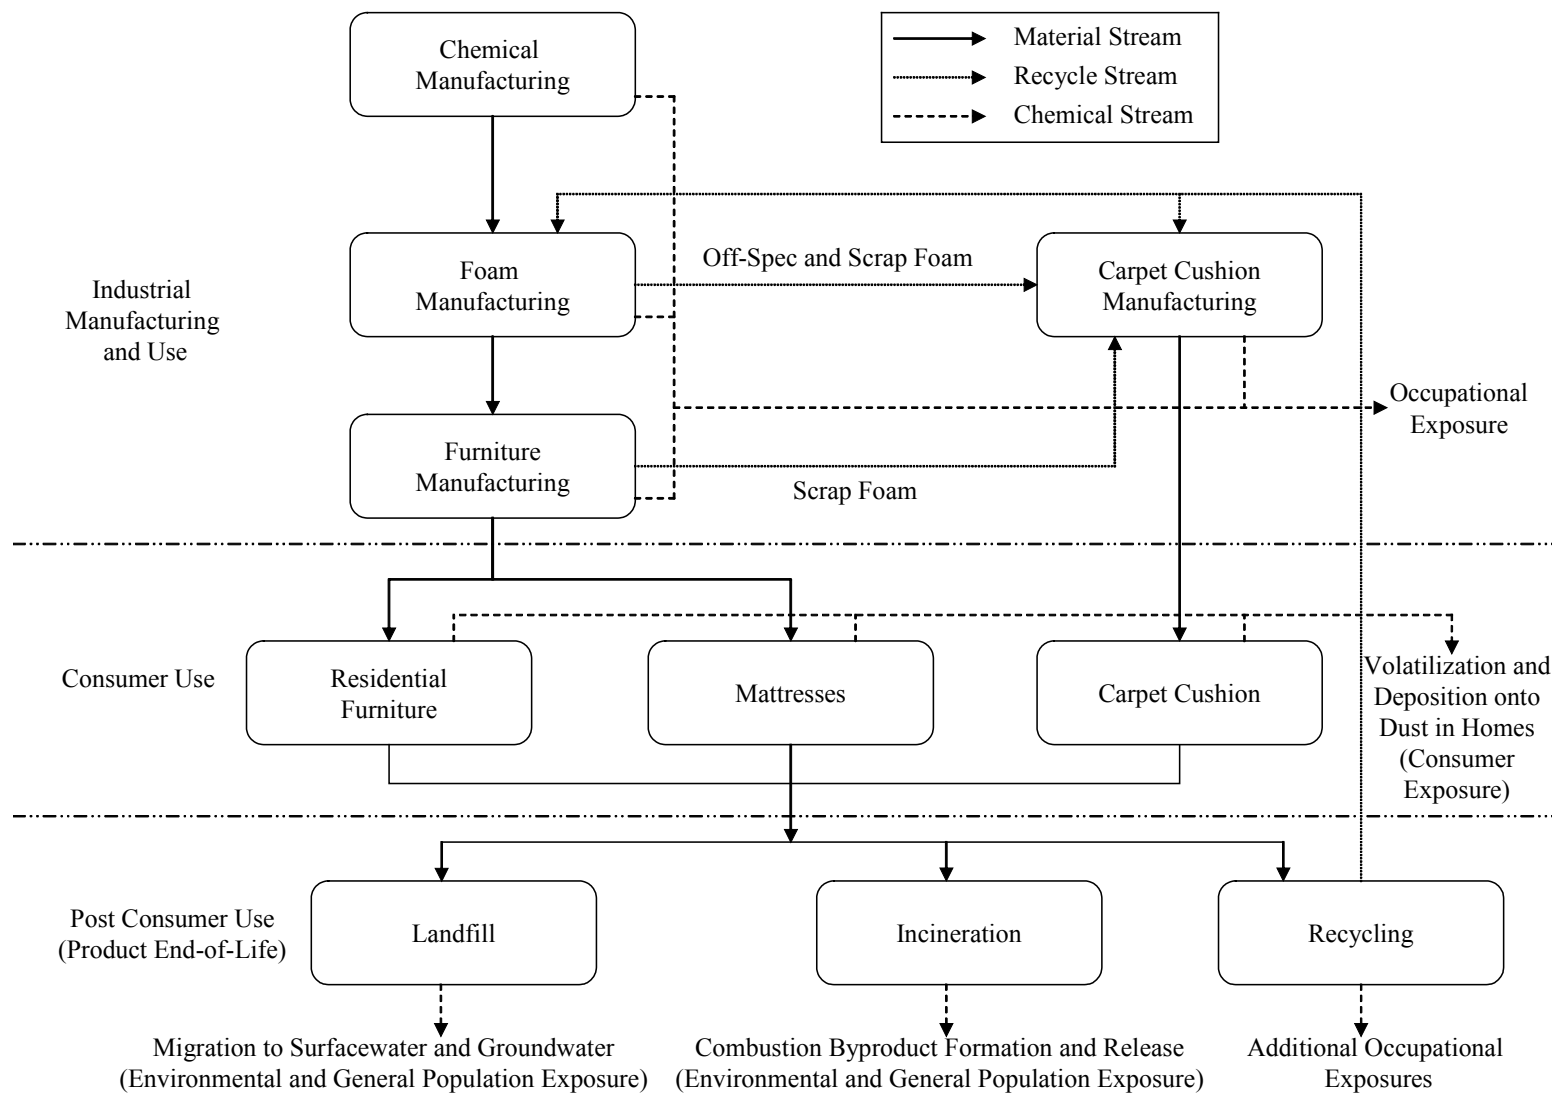 Chemical
Manufacturing
Material Stream
Recycle Stream
Chemical Stream
Industrial
Manufacturing
and Use
Foam
Manufacturing
Off-Spec and Scrap Foam
Carpet Cushion
Manufacturing
Occupational
Exposure
Furniture
Manufacturing
Scrap Foam
Consumer Use
Residential
Furniture
Mattresses
Carpet Cushion
Volatilization and
Deposition onto
Dust in Homes
(Consumer
Exposure)
Post Consumer Use
(Product End-of-Life)
Landfill
Incineration
Recycling
Migration to Surfacewater and Groundwater
(Environmental and General Population Exposure)
Combustion Byproduct Formation and Release
(Environmental and General Population Exposure)
Additional Occupational
Exposures